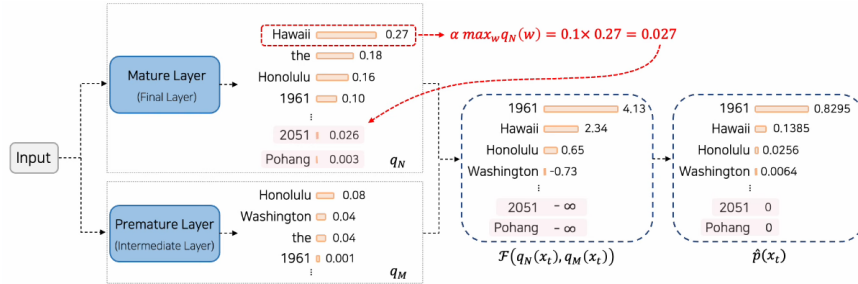 Input
Mature Layer
(Final Layer)
Hawaii 0.27
the 0.18
Honolulu 0.16
1961 0.10
⋮
2051 0.026
Pohang 0.003
q_N
α max_w q_N(w) = 0.1× 0.27 = 0.027
Premature Layer
(Intermediate Layer)
Honolulu 0.08
Washington 0.04
the 0.04
1961 0.001
⋮
q_M
1961 4.13
Hawaii 2.34
Honolulu 0.65
Washington -0.73
⋮
2051 − ∞
Pohang − ∞
ℱ(q_N(x_t), q_M(x_t))
1961 0.8295
Hawaii 0.1385
Honolulu 0.0256
Washington 0.0064
⋮
2051 0
Pohang 0
p̂(x_t)